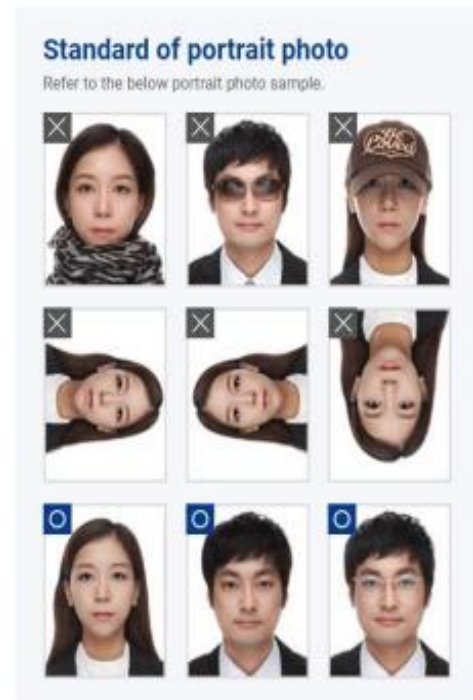 Standard of portrait photo
Refer to the below portrait photo sample.
X X X
X X X
O O O